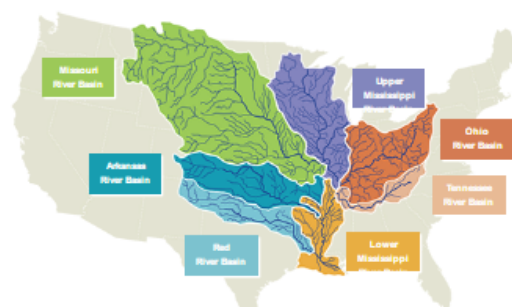 Missouri
River Basin
Upper
Mississippi
Ohio
River Basin
Arkansas
River Basin
Tennessee
River Basin
Red
River Basin
Lower
Mississippi